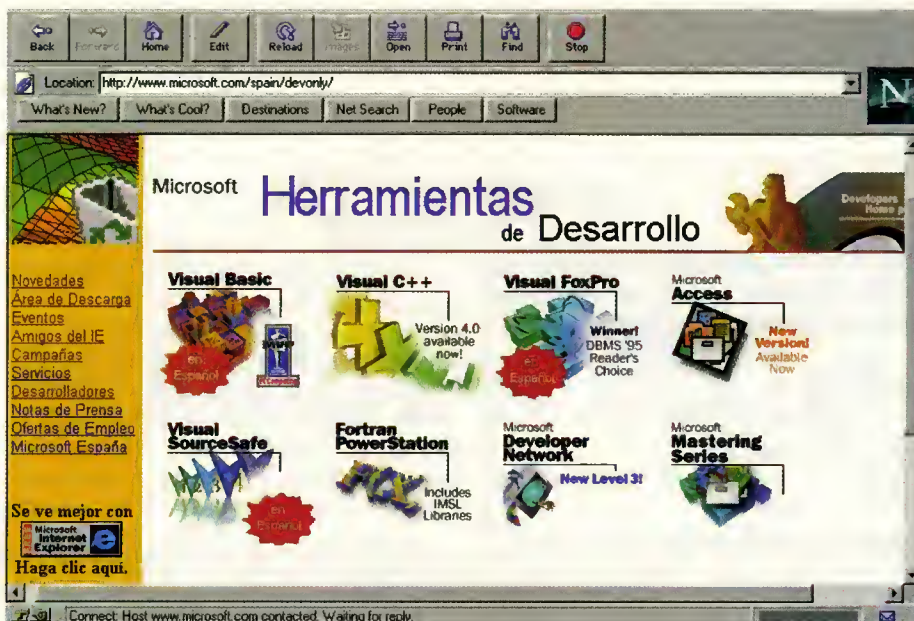 Back
Forward
Home
Edit
Reload
Images
Open
Print
Find
Stop
Location: http://www.microsoft.com/spain/devonly/
What's New?
What's Cool?
Destinations
Net Search
People
Software
N
Microsoft
Herramientas
de Desarrollo
Developers
Home
Novedades
Área de Descarga
Eventos
Amigos del IE
Campañas
Servicios
Desarrolladores
Notas de Prensa
Ofertas de Empleo
Microsoft España
Se ve mejor con
Microsoft
Internet
Explorer
Haga clic aquí.
Visual Basic
en
Español
Visual C++
Version 4.0
available
now!
Visual FoxPro
en
Español
Winner!
DBMS '95
Reader's
Choice
Microsoft
Access
New
Version!
Available
Now
Visual
SourceSafe
en
Español
Fortran
PowerStation
Includes
IMSL
Libraries
Microsoft
Developer
Network
New Level 3!
Microsoft
Mastering
Series
Connect: Host www.microsoft.com contacted. Waiting for reply.